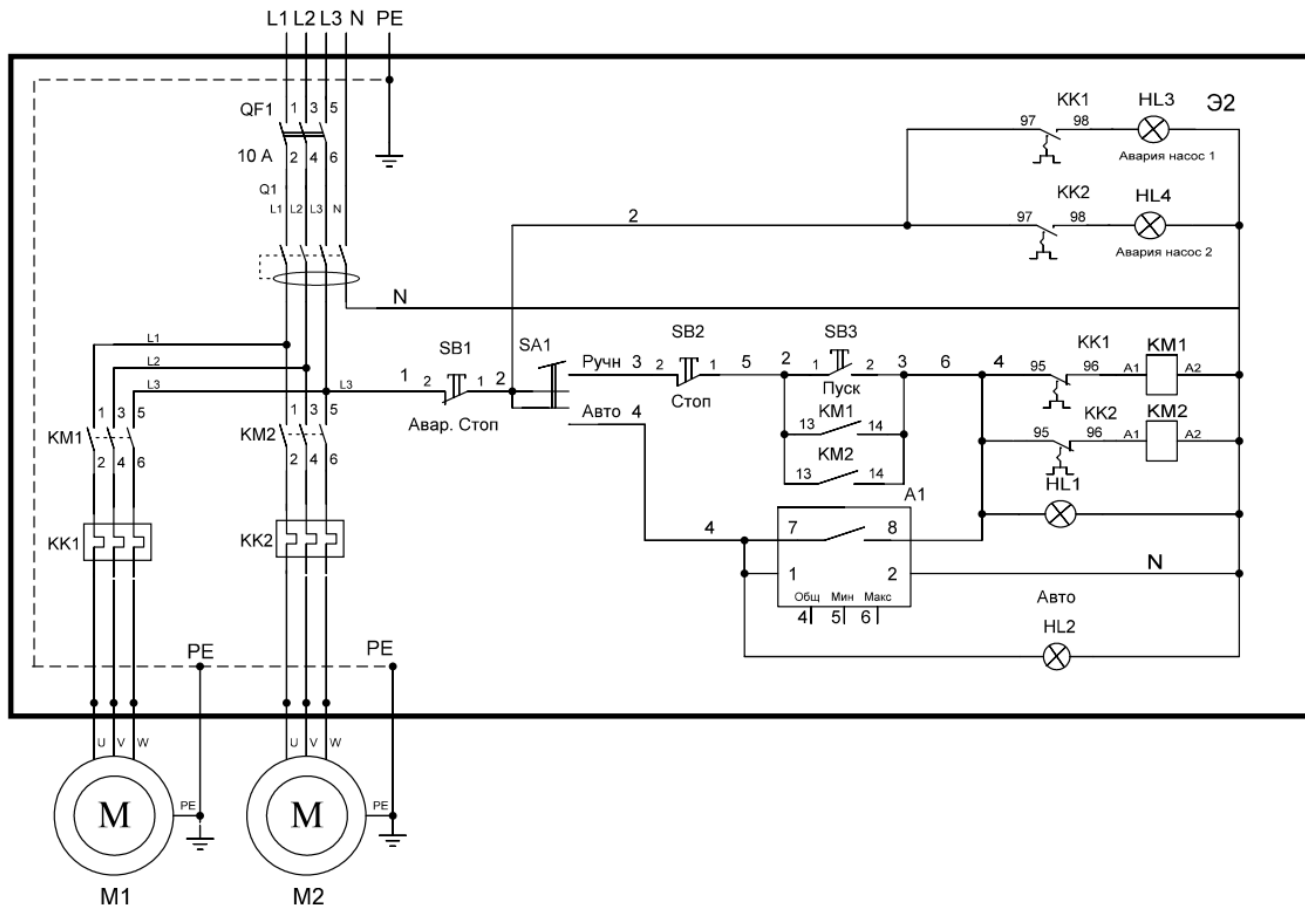 L1 L2 L3 N PE
QF1 1 3 5
10 А 2 4 6
Q1
L1 L2 L3 N
N
L1
L2
L3
L3
1 3 5
KM1
2 4 6
KK1
1 3 5
KM2
2 4 6
KK2
KK1 HL3 Э2
97 98
Авария насос 1
KK2 HL4
2
97 98
Авария насос 2
SB1 SA1 SB2 SB3 KK1 KM1
1 2 1 2 Ручн 3 2 1 5 2 1 2 3 6 4 95 96 A1 A2
Авар. Стоп
Стоп
Пуск
Авто 4
KM1
13 14
KM2
13 14
KK2 KM2
95 96 A1 A2
HL1
A1
4 7 8
1 2 N
Общ Мин Макс
4 5 6
Авто
HL2
PE PE
U V W U V W
M PE M PE
M1 M2